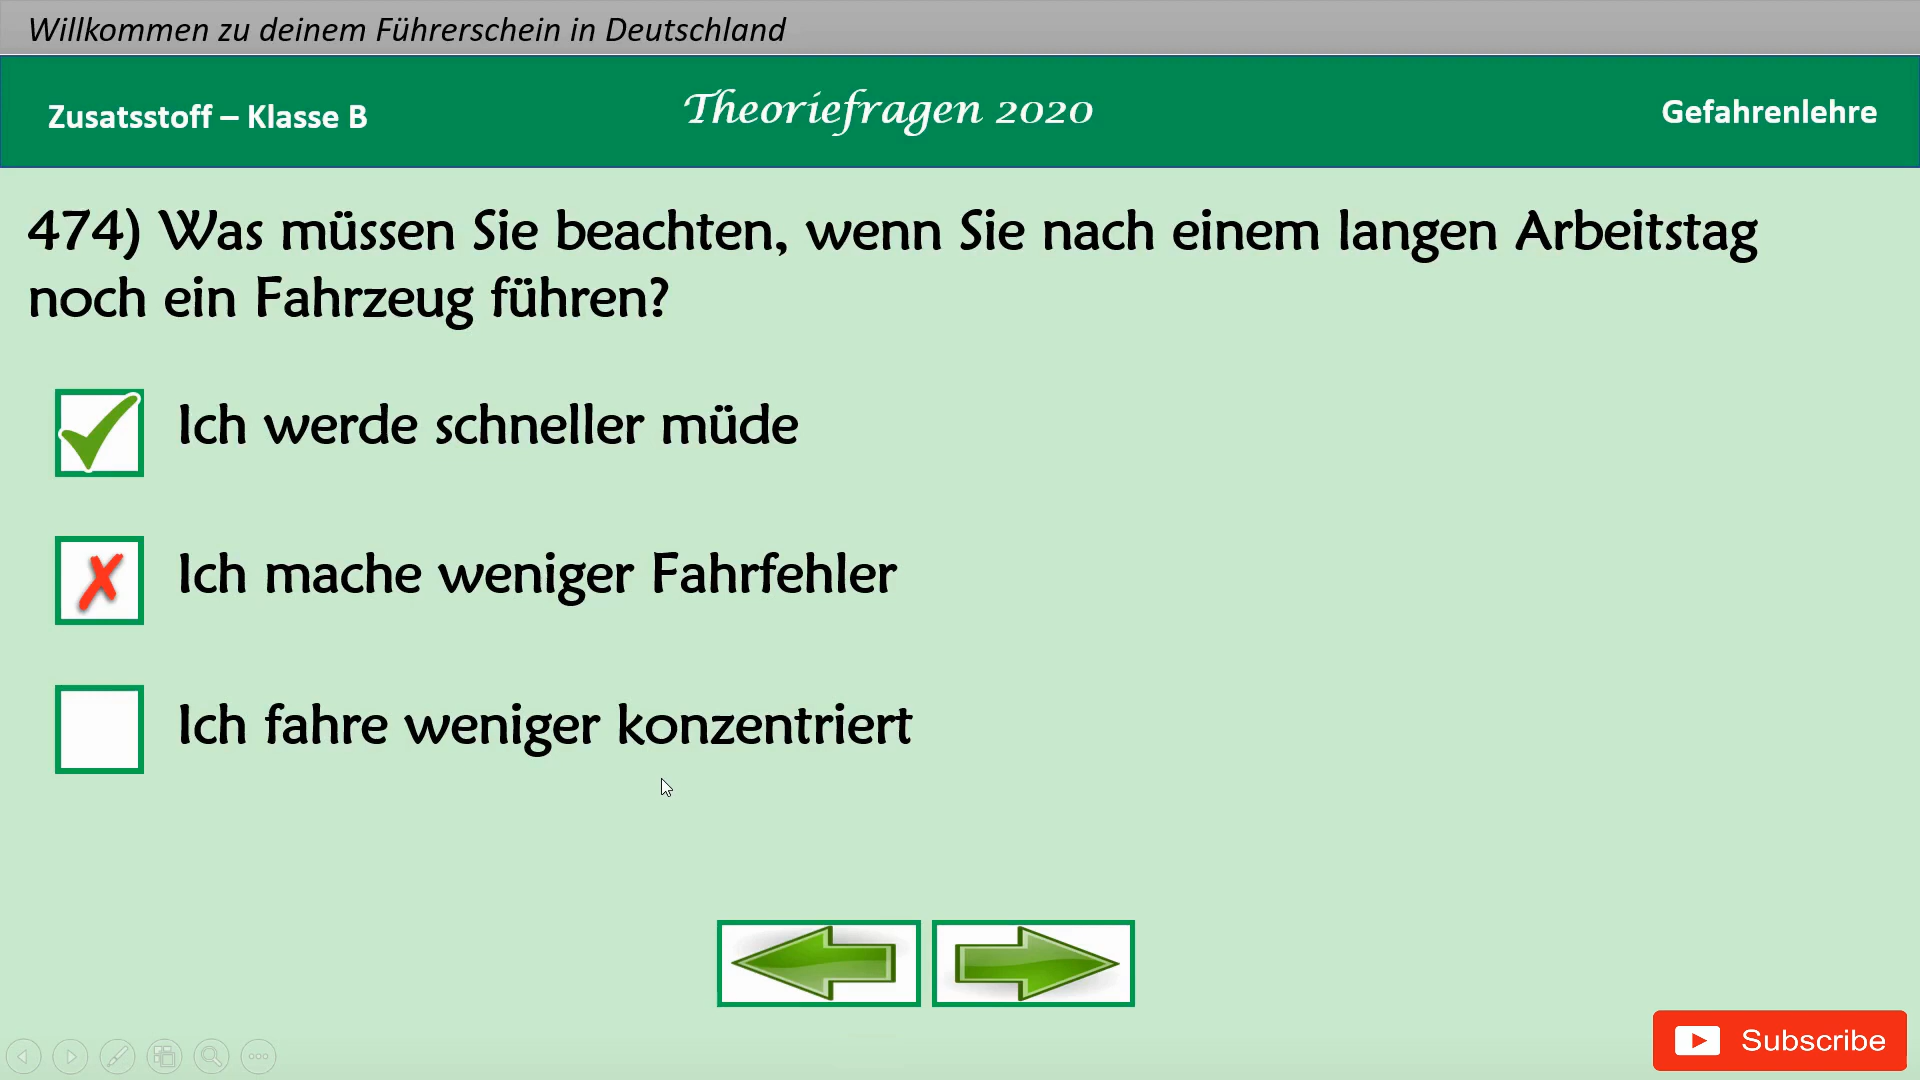 Willkommen zu deinem Führerschein in Deutschland
Zusatsstoff – Klasse B
Theoriefragen 2020
Gefahrenlehre
474) Was müssen Sie beachten, wenn Sie nach einem langen Arbeitstag
noch ein Fahrzeug führen?
Ich werde schneller müde
Ich mache weniger Fahrfehler
Ich fahre weniger konzentriert
Subscribe